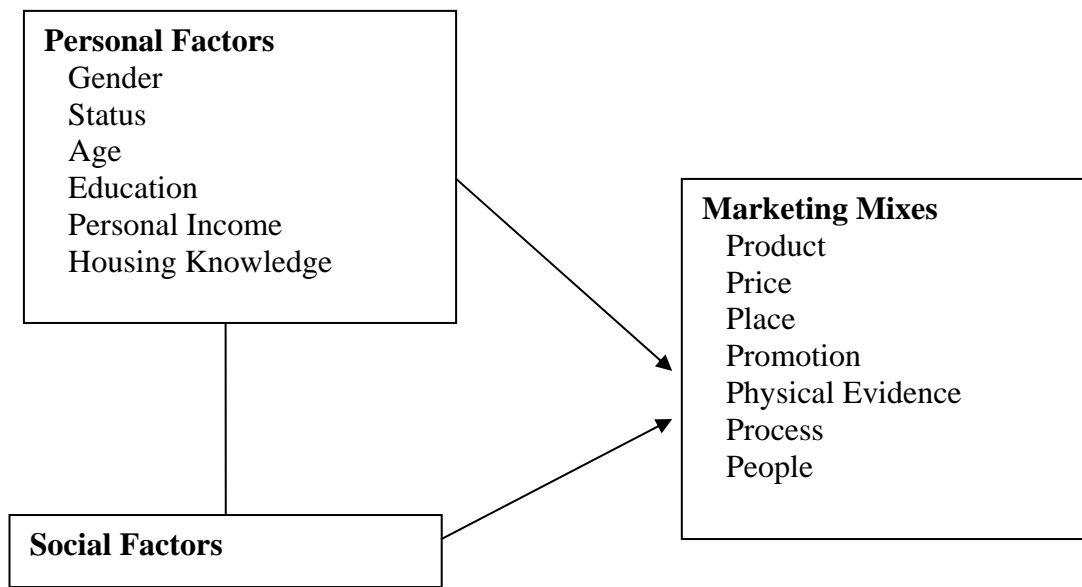 Personal Factors
Gender
Status
Age
Education
Personal Income
Housing Knowledge
Marketing Mixes
Product
Price
Place
Promotion
Physical Evidence
Process
People
Social Factors